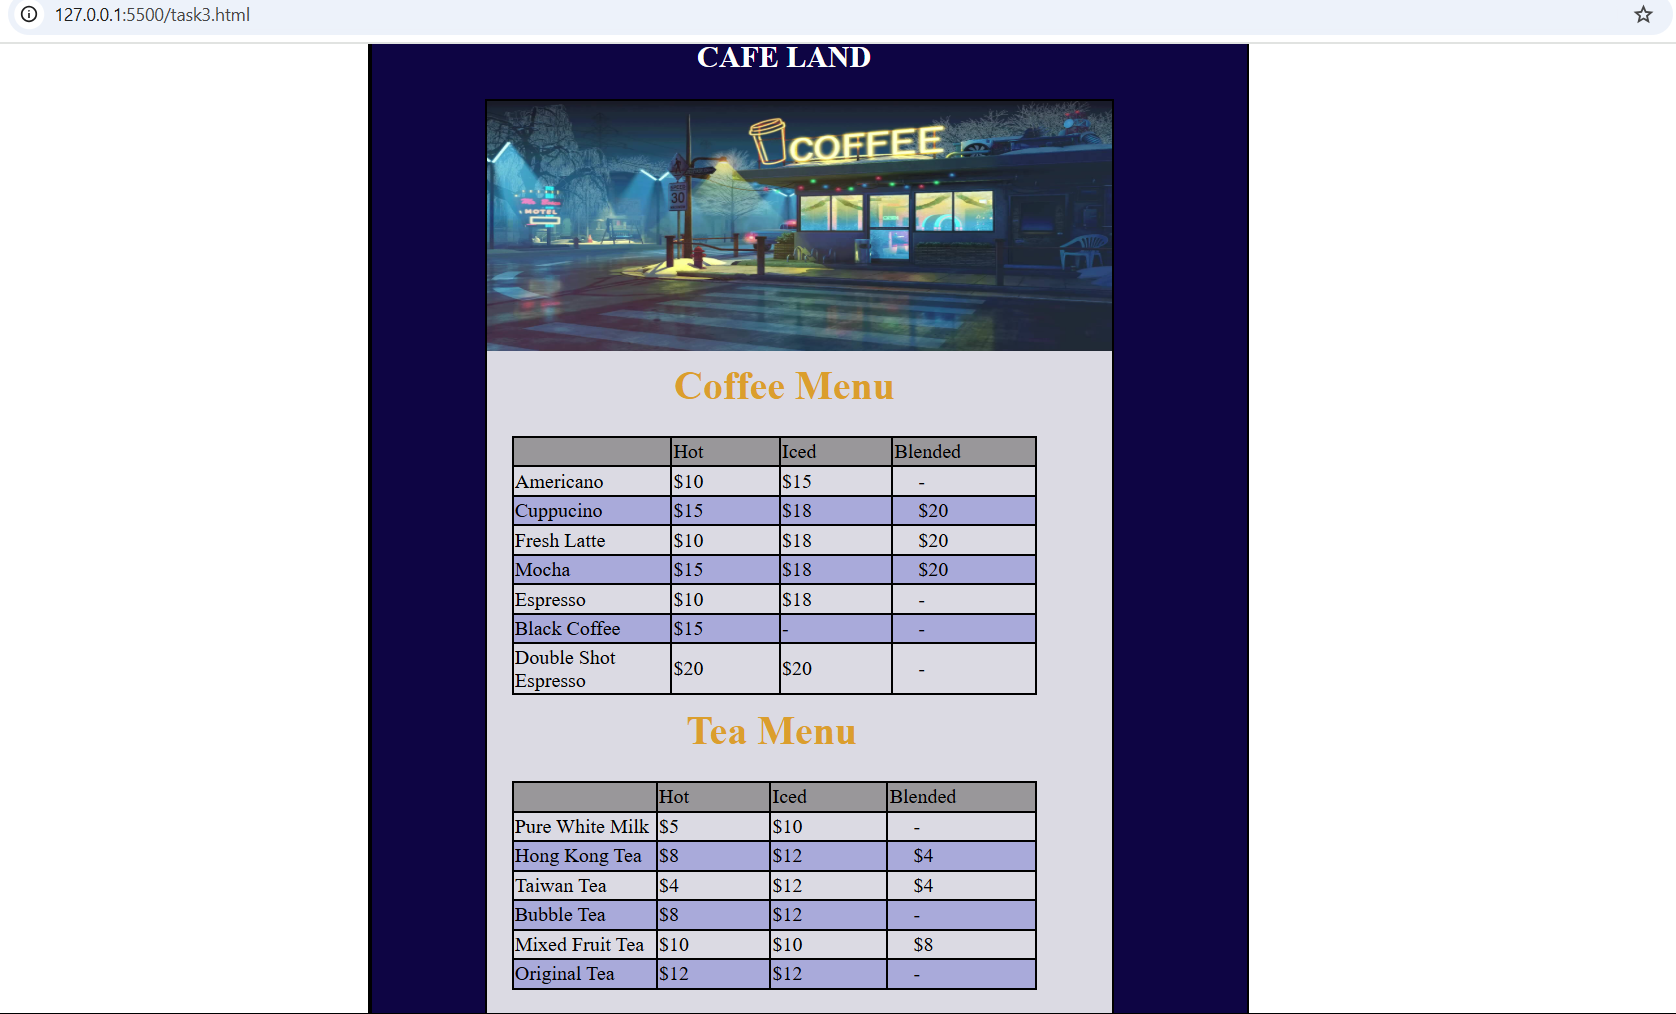 127.0.0.1:5500/task3.html
CAFE LAND
COFFEE
30
MOTEL
Coffee Menu
Hot Iced Blended
Americano $10 $15 -
Cuppucino $15 $18 $20
Fresh Latte $10 $18 $20
Mocha $15 $18 $20
Espresso $10 $18 -
Black Coffee $15 - -
Double Shot
Espresso $20 $20 -
Tea Menu
Hot Iced Blended
Pure White Milk $5 $10 -
Hong Kong Tea $8 $12 $4
Taiwan Tea $4 $12 $4
Bubble Tea $8 $12 -
Mixed Fruit Tea $10 $10 $8
Original Tea $12 $12 -